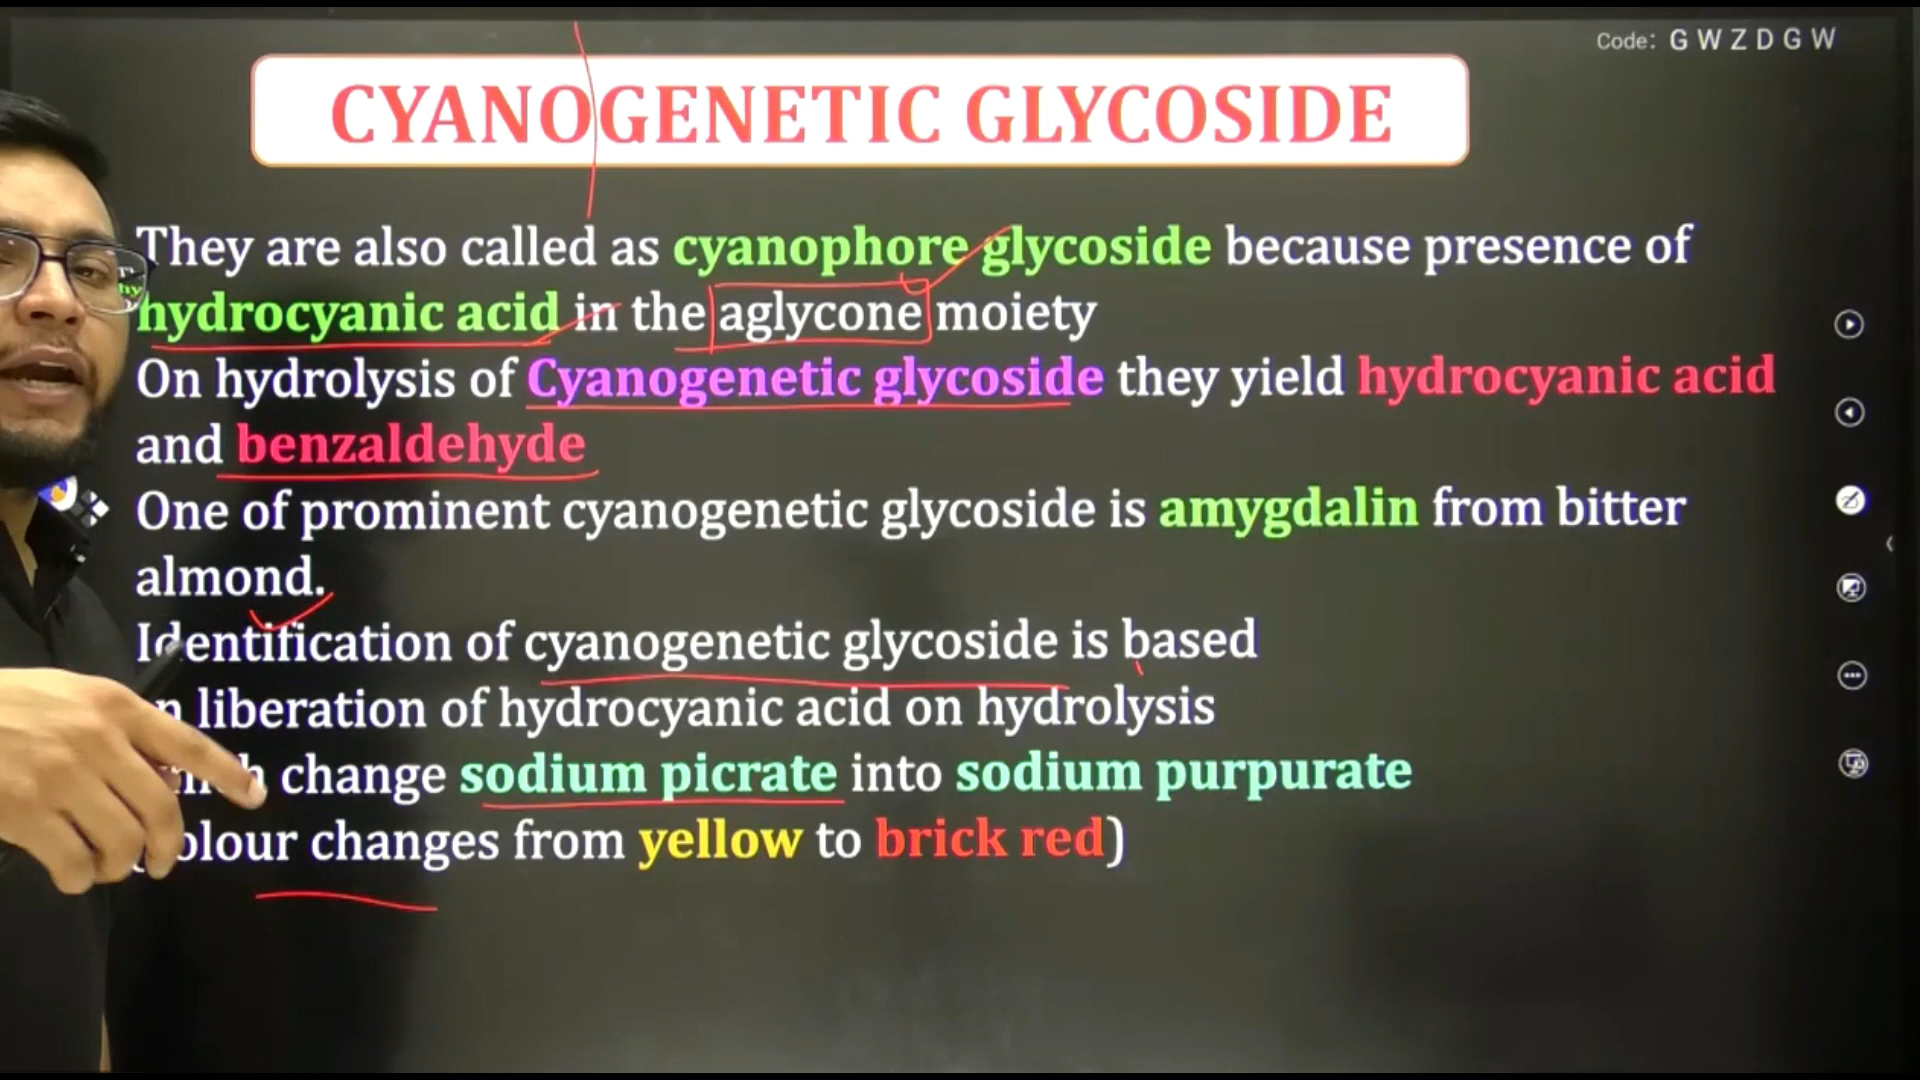 Code: GWZDGW
CYANOGENETIC GLYCOSIDE
They are also called as cyanophore glycoside because presence of
hydrocyanic acid in the aglycone moiety
On hydrolysis of Cyanogenetic glycoside they yield hydrocyanic acid
and benzaldehyde
One of prominent cyanogenetic glycoside is amygdalin from bitter
almond.
Identification of cyanogenetic glycoside is based
liberation of hydrocyanic acid on hydrolysis
change sodium picrate into sodium purpurate
olour changes from yellow to brick red)